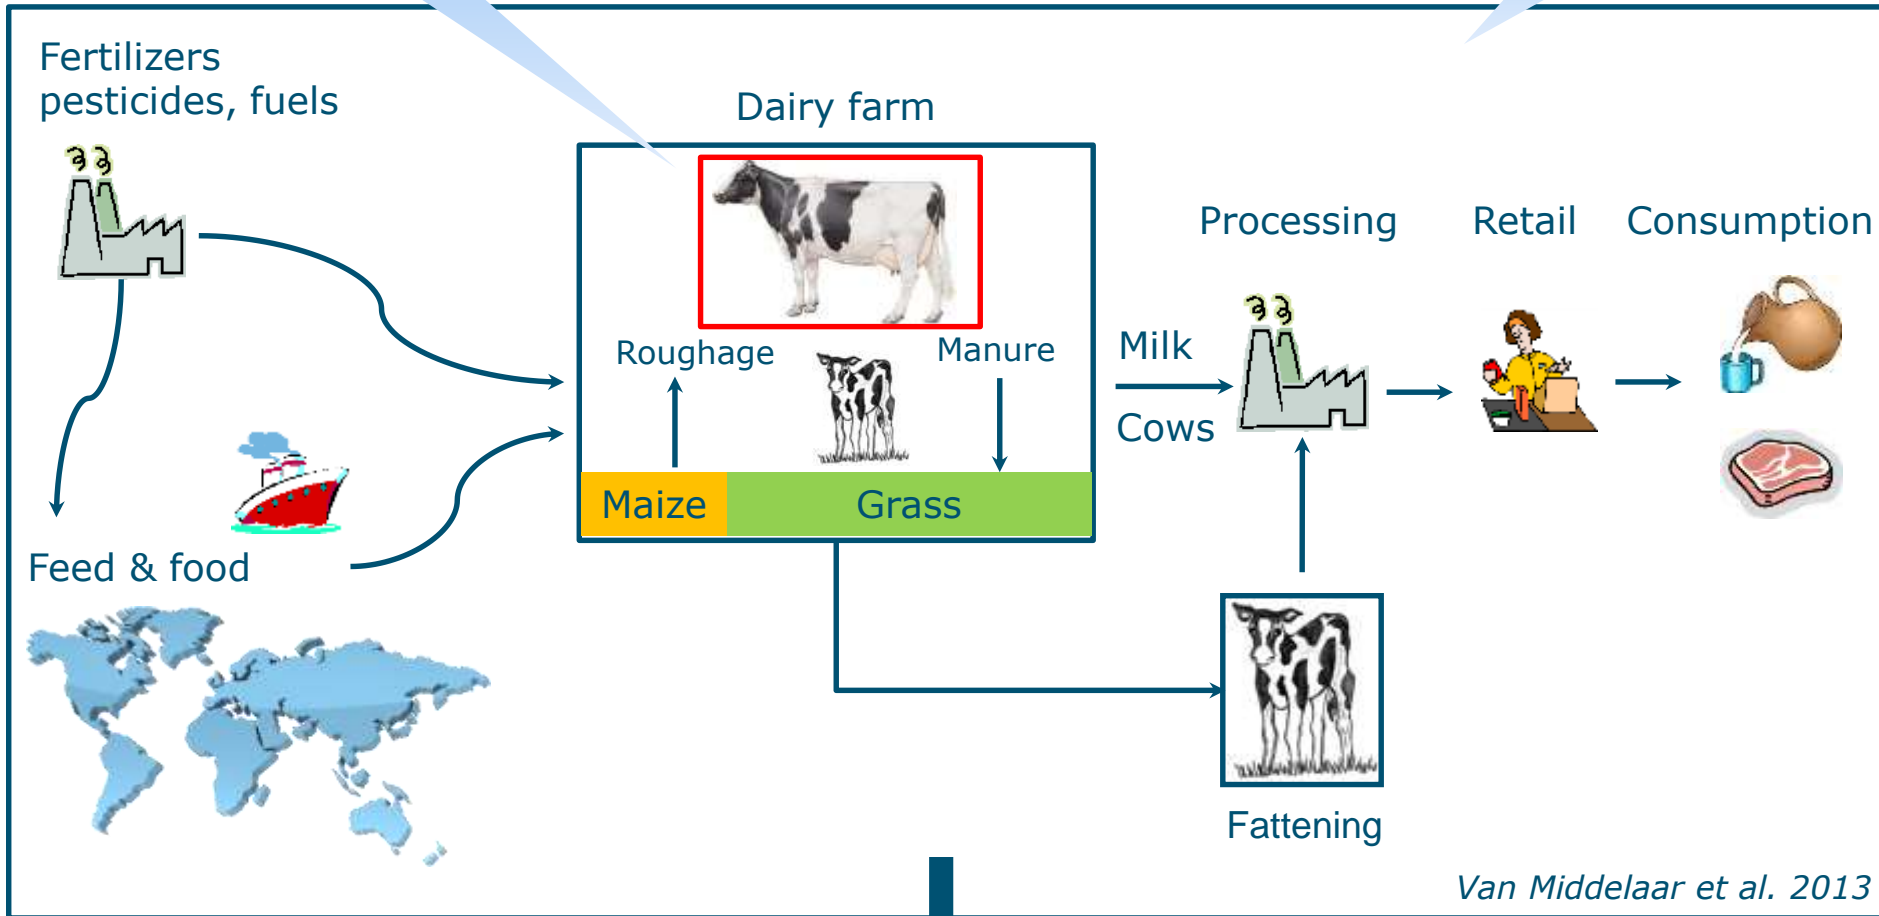 Fertilizers
pesticides, fuels
Dairy farm
Processing
Retail
Consumption
Roughage
Manure
Milk
Cows
Maize
Grass
Feed & food
Fattening
Van Middelaar et al. 2013